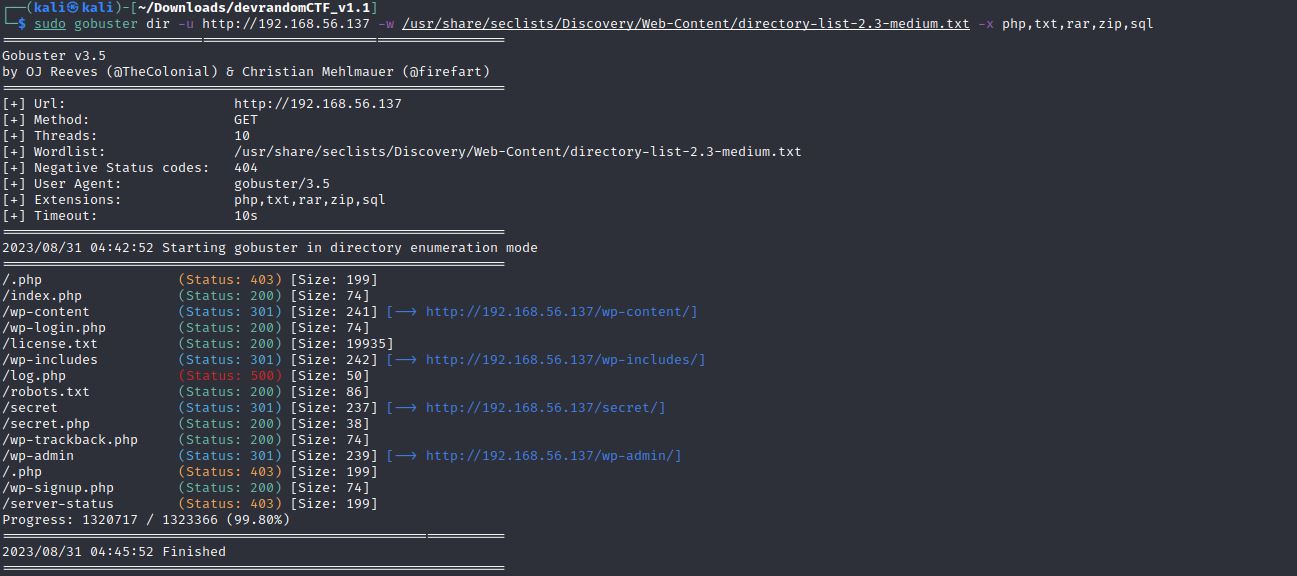 ┌──(kali㉿kali)-[~/Downloads/devrandomCTF_v1.1]
└─$ sudo gobuster dir -u http://192.168.56.137 -w /usr/share/seclists/Discovery/Web-Content/directory-list-2.3-medium.txt -x php,txt,rar,zip,sql
===============================================================
Gobuster v3.5
by OJ Reeves (@TheColonial) & Christian Mehlmauer (@firefart)
===============================================================
[+] Url:                     http://192.168.56.137
[+] Method:                  GET
[+] Threads:                 10
[+] Wordlist:                /usr/share/seclists/Discovery/Web-Content/directory-list-2.3-medium.txt
[+] Negative Status codes:   404
[+] User Agent:              gobuster/3.5
[+] Extensions:              php,txt,rar,zip,sql
[+] Timeout:                 10s
===============================================================
2023/08/31 04:42:52 Starting gobuster in directory enumeration mode
===============================================================
/.php                 (Status: 403) [Size: 199]
/index.php            (Status: 200) [Size: 74]
/wp-content           (Status: 301) [Size: 241] [--> http://192.168.56.137/wp-content/]
/wp-login.php         (Status: 200) [Size: 74]
/license.txt          (Status: 200) [Size: 19935]
/wp-includes          (Status: 301) [Size: 242] [--> http://192.168.56.137/wp-includes/]
/log.php              (Status: 500) [Size: 50]
/robots.txt           (Status: 200) [Size: 86]
/secret               (Status: 301) [Size: 237] [--> http://192.168.56.137/secret/]
/secret.php           (Status: 200) [Size: 38]
/wp-trackback.php     (Status: 200) [Size: 74]
/wp-admin             (Status: 301) [Size: 239] [--> http://192.168.56.137/wp-admin/]
/.php                 (Status: 403) [Size: 199]
/wp-signup.php        (Status: 200) [Size: 74]
/server-status        (Status: 403) [Size: 199]
Progress: 1320717 / 1323366 (99.80%)
===============================================================
2023/08/31 04:45:52 Finished
===============================================================